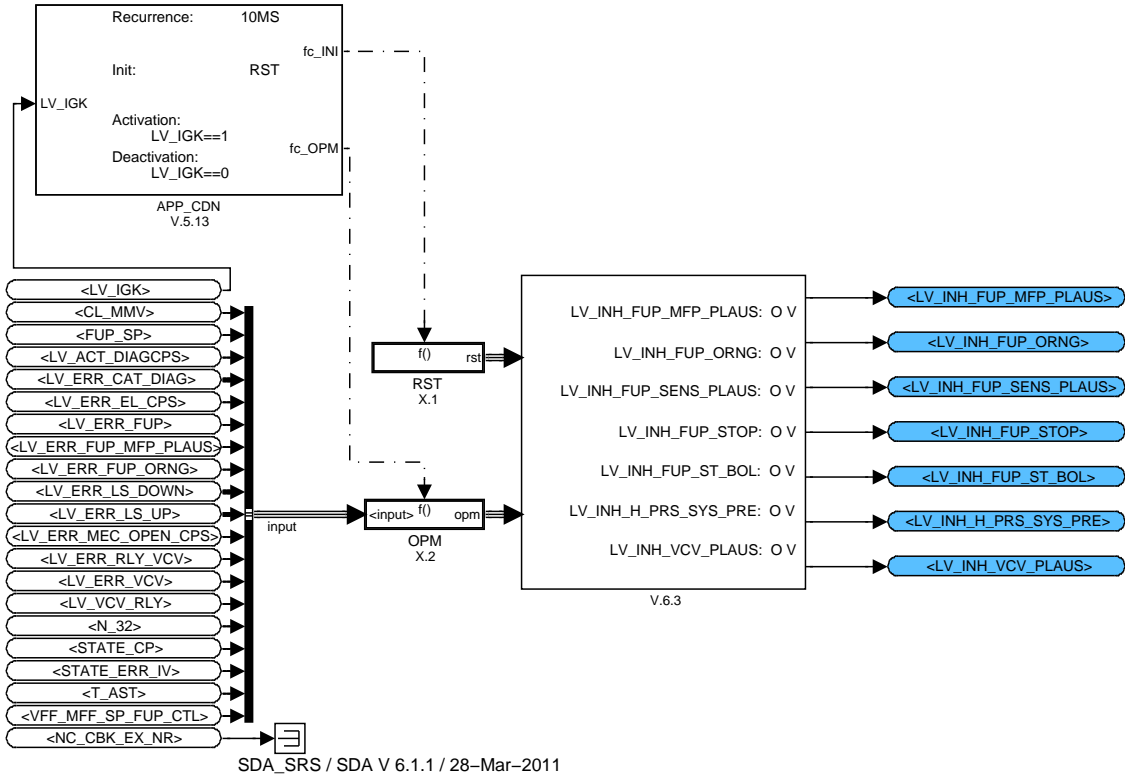 Recurrence: 10MS
fc_INI
Init: RST
LV_IGK
Activation:
LV_IGK==1
fc_OPM
Deactivation:
LV_IGK==0
APP_CDN
V.5.13
<LV_IGK>
<CL_MMV>
<FUP_SP>
<LV_ACT_DIAGCPS>
<LV_ERR_CAT_DIAG>
<LV_ERR_EL_CPS>
<LV_ERR_FUP>
<LV_ERR_FUP_MFP_PLAUS>
<LV_ERR_FUP_ORNG>
<LV_ERR_LS_DOWN>
<LV_ERR_LS_UP>
<LV_ERR_MEC_OPEN_CPS>
<LV_ERR_RLY_VCV>
<LV_ERR_VCV>
<LV_VCV_RLY>
<N_32>
<STATE_CP>
<STATE_ERR_IV>
<T_AST>
<VFF_MFF_SP_FUP_CTL>
<NC_CBK_EX_NR>
input
f()
rst
RST
X.1
<input> f() opm
OPM
X.2
LV_INH_FUP_MFP_PLAUS: O V
LV_INH_FUP_ORNG: O V
LV_INH_FUP_SENS_PLAUS: O V
LV_INH_FUP_STOP: O V
LV_INH_FUP_ST_BOL: O V
LV_INH_H_PRS_SYS_PRE: O V
LV_INH_VCV_PLAUS: O V
V.6.3
<LV_INH_FUP_MFP_PLAUS>
<LV_INH_FUP_ORNG>
<LV_INH_FUP_SENS_PLAUS>
<LV_INH_FUP_STOP>
<LV_INH_FUP_ST_BOL>
<LV_INH_H_PRS_SYS_PRE>
<LV_INH_VCV_PLAUS>
SDA_SRS / SDA V 6.1.1 / 28−Mar−2011